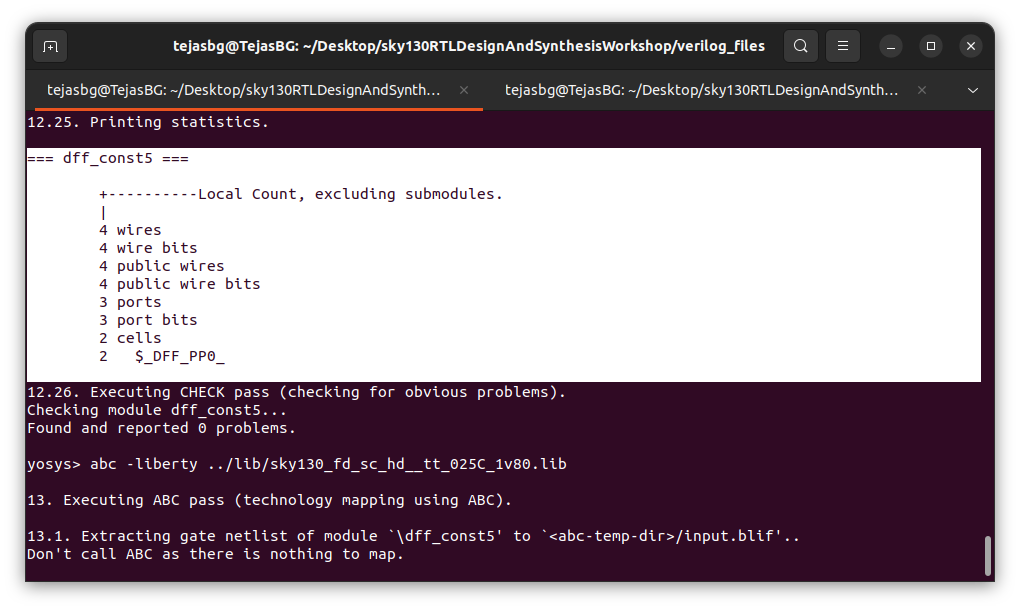 tejasbg@TejasBG: ~/Desktop/sky130RTLDesignAndSynthesisWorkshop/verilog_files
tejasbg@TejasBG: ~/Desktop/sky130RTLDesignAndSynth... × tejasbg@TejasBG: ~/Desktop/sky130RTLDesignAndSynth... ×
12.25. Printing statistics.
=== dff_const5 ===
+----------Local Count, excluding submodules.
|
4 wires
4 wire bits
4 public wires
4 public wire bits
3 ports
3 port bits
2 cells
2   $_DFF_PP0_
12.26. Executing CHECK pass (checking for obvious problems).
Checking module dff_const5...
Found and reported 0 problems.
yosys> abc -liberty ../lib/sky130_fd_sc_hd__tt_025C_1v80.lib
13. Executing ABC pass (technology mapping using ABC).
13.1. Extracting gate netlist of module `\dff_const5' to `<abc-temp-dir>/input.blif'..
Don't call ABC as there is nothing to map.